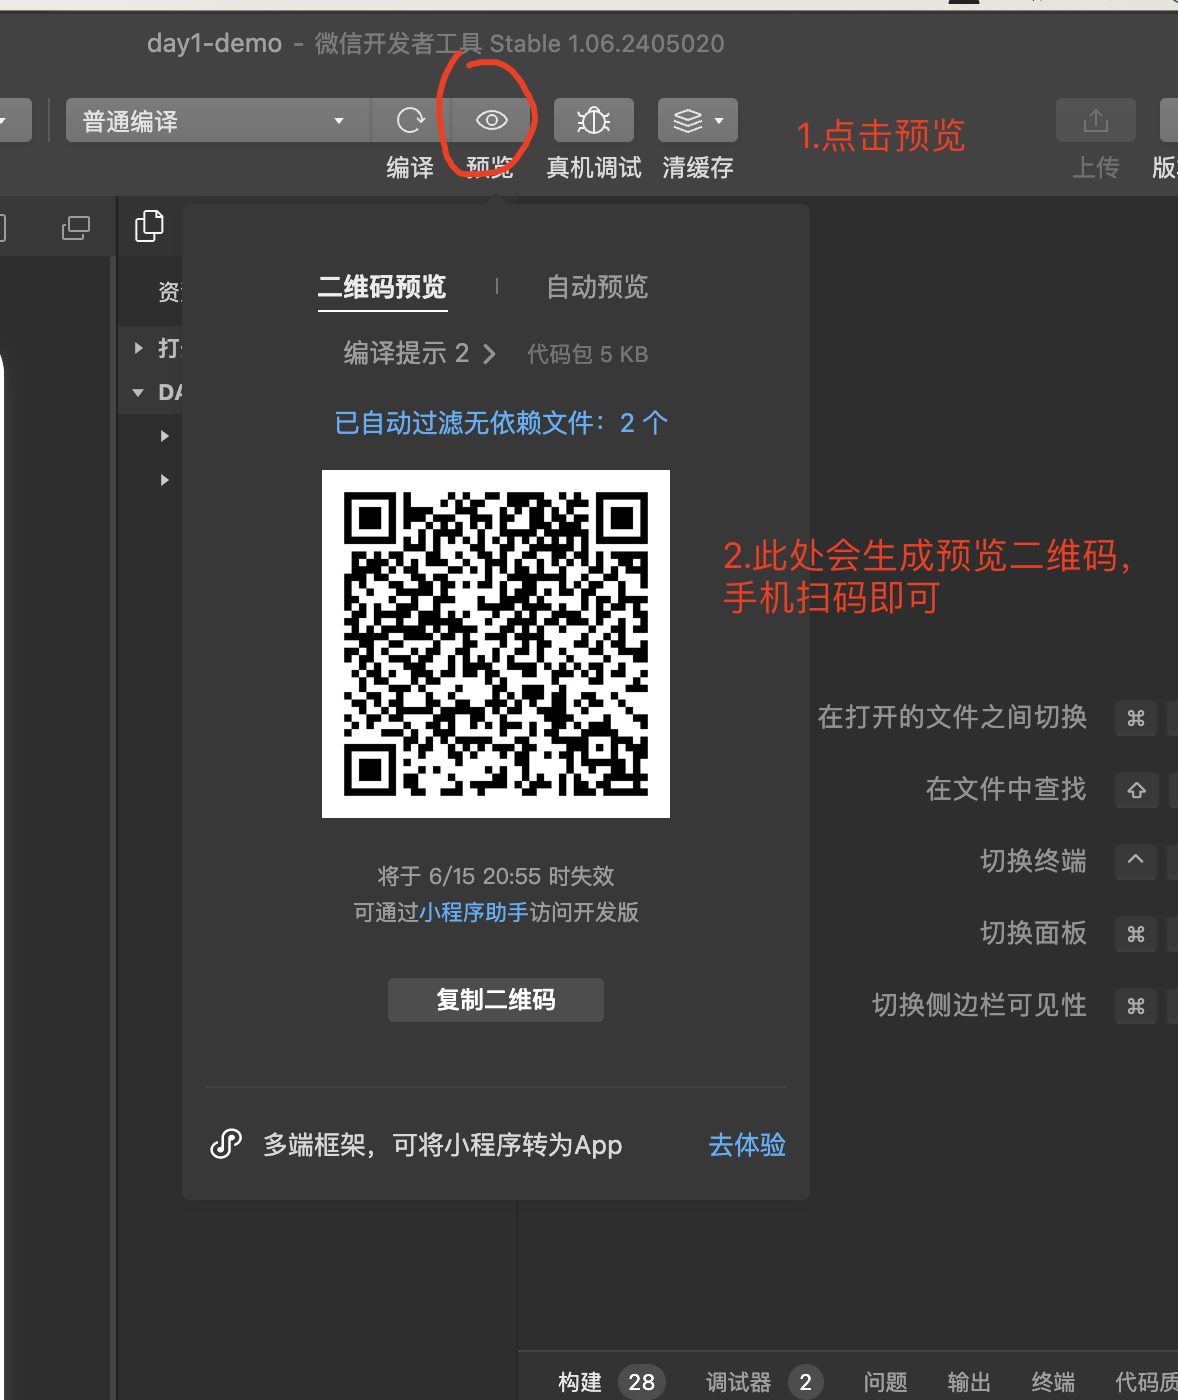 day1-demo - 微信开发者工具 Stable 1.06.2405020
普通编译
编译
预览
真机调试
清缓存
1.点击预览
上传
二维码预览
自动预览
资
编译提示 2
代码包 5 KB
打
DA
已自动过滤无依赖文件：2 个
2.此处会生成预览二维码，
手机扫码即可
在打开的文件之间切换 ⌘
在文件中查找
切换终端
切换面板 ⌘
切换侧边栏可见性 ⌘
将于 6/15 20:55 时失效
可通过小程序助手访问开发版
复制二维码
多端框架，可将小程序转为App
去体验
构建 28 调试器 2 问题 输出 终端 代码质